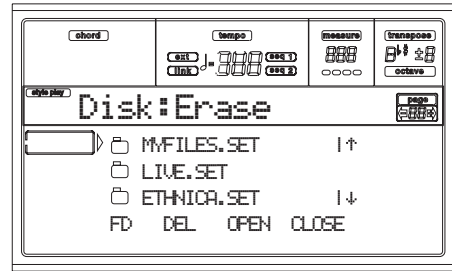 chord tempo measure transpose
ext ♩= seq 1
link seq 2 octave
style play Disk:Erase page
MYFILES.SET |↑
LIVE.SET
ETHNICA.SET |↓
FD DEL OPEN CLOSE